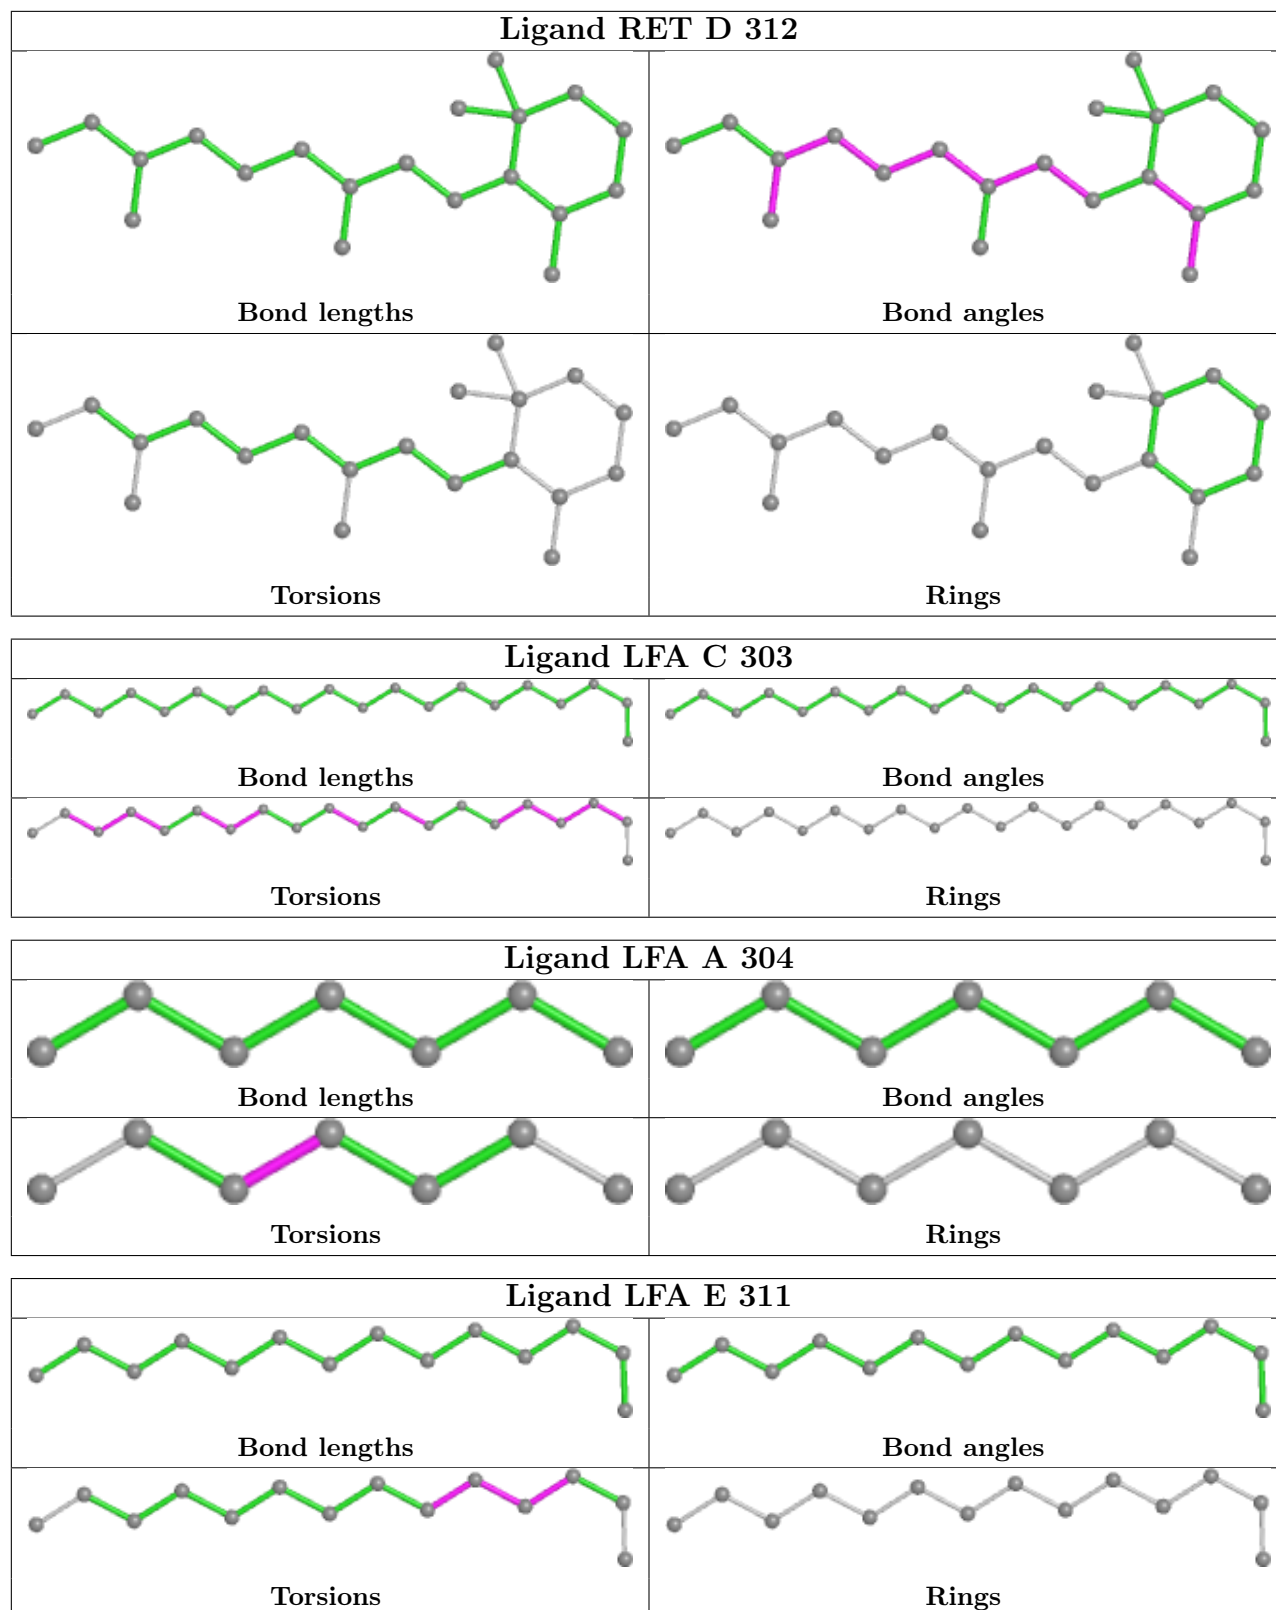 Ligand RET D 312
Bond lengths
Bond angles
Torsions
Rings
Ligand LFA C 303
Bond lengths
Bond angles
Torsions
Rings
Ligand LFA A 304
Bond lengths
Bond angles
Torsions
Rings
Ligand LFA E 311
Bond lengths
Bond angles
Torsions
Rings